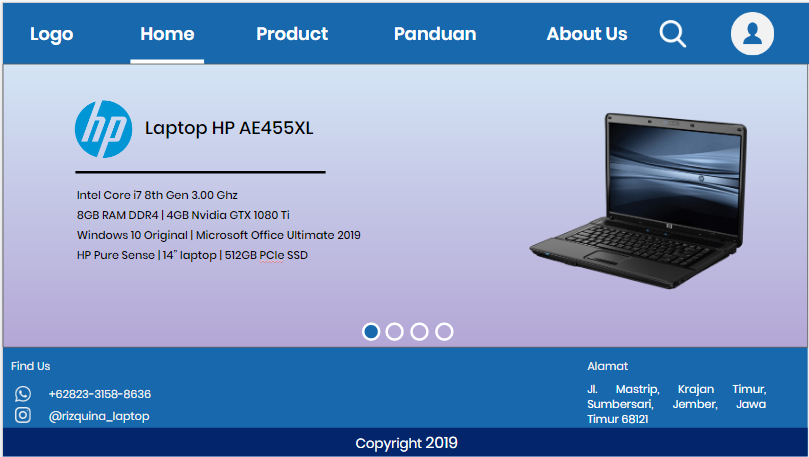 Logo
Home
Product
Panduan
About Us
hp
Laptop HP AE455XL
Intel Core i7 8th Gen 3.00 Ghz
8GB RAM DDR4 | 4GB Nvidia GTX 1080 Ti
Windows 10 Original | Microsoft Office Ultimate 2019
HP Pure Sense | 14" laptop | 512GB PCIe SSD
Find Us
+62823-3158-8636
@rizquina_laptop
Alamat
Jl. Mastrip, Krajan Timur,
Sumbersari, Jember, Jawa
Timur 68121
Copyright 2019